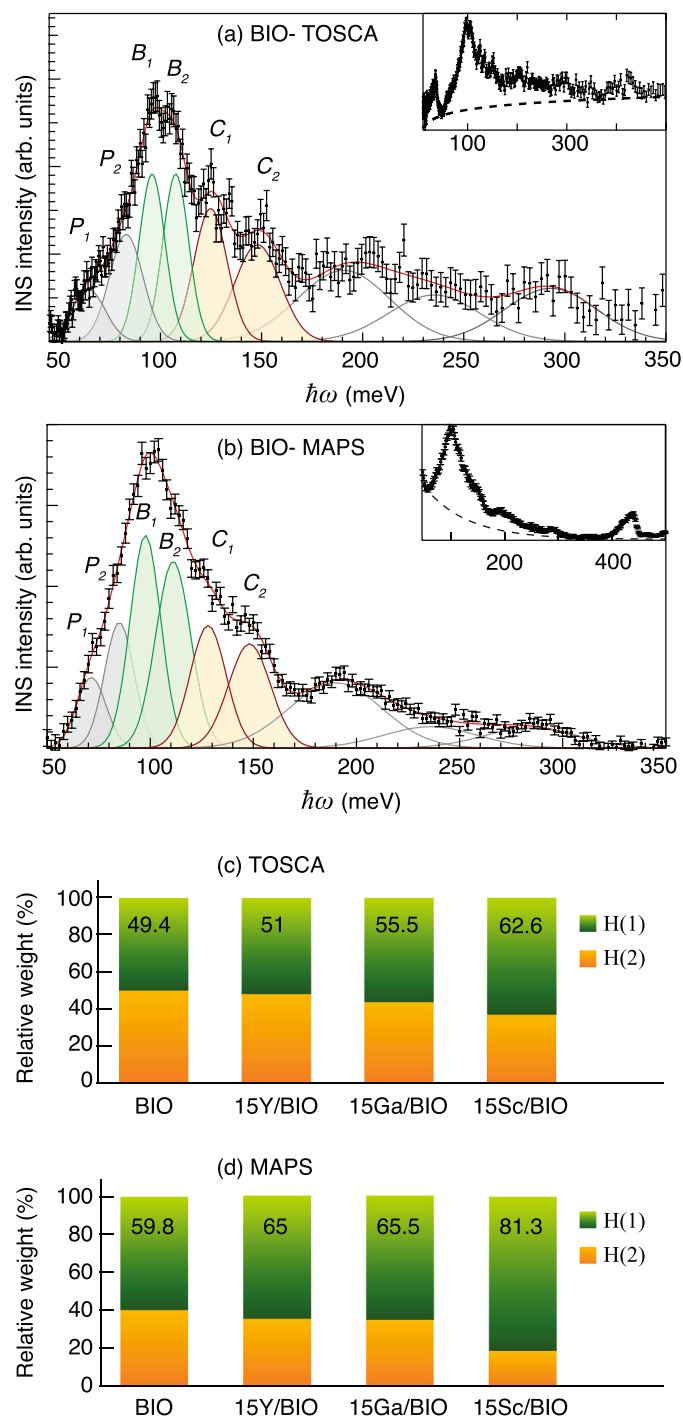 (a) BIO- TOSCA
B1
B2
C1
C2
P2
P1
INS intensity (arb. units)
100 300
50 100 150 200 250 300 350
ħω (meV)
(b) BIO- MAPS
B1
B2
C1
C2
P2
P1
INS intensity (arb. units)
200 400
50 100 150 200 250 300 350
ħω (meV)
(c) TOSCA
Relative weight (%)
100
80
60
40
20
0
49.4 51 55.5 62.6
H(1)
H(2)
BIO 15Y/BIO 15Ga/BIO 15Sc/BIO
(d) MAPS
Relative weight (%)
100
80
60
40
20
0
59.8 65 65.5 81.3
H(1)
H(2)
BIO 15Y/BIO 15Ga/BIO 15Sc/BIO